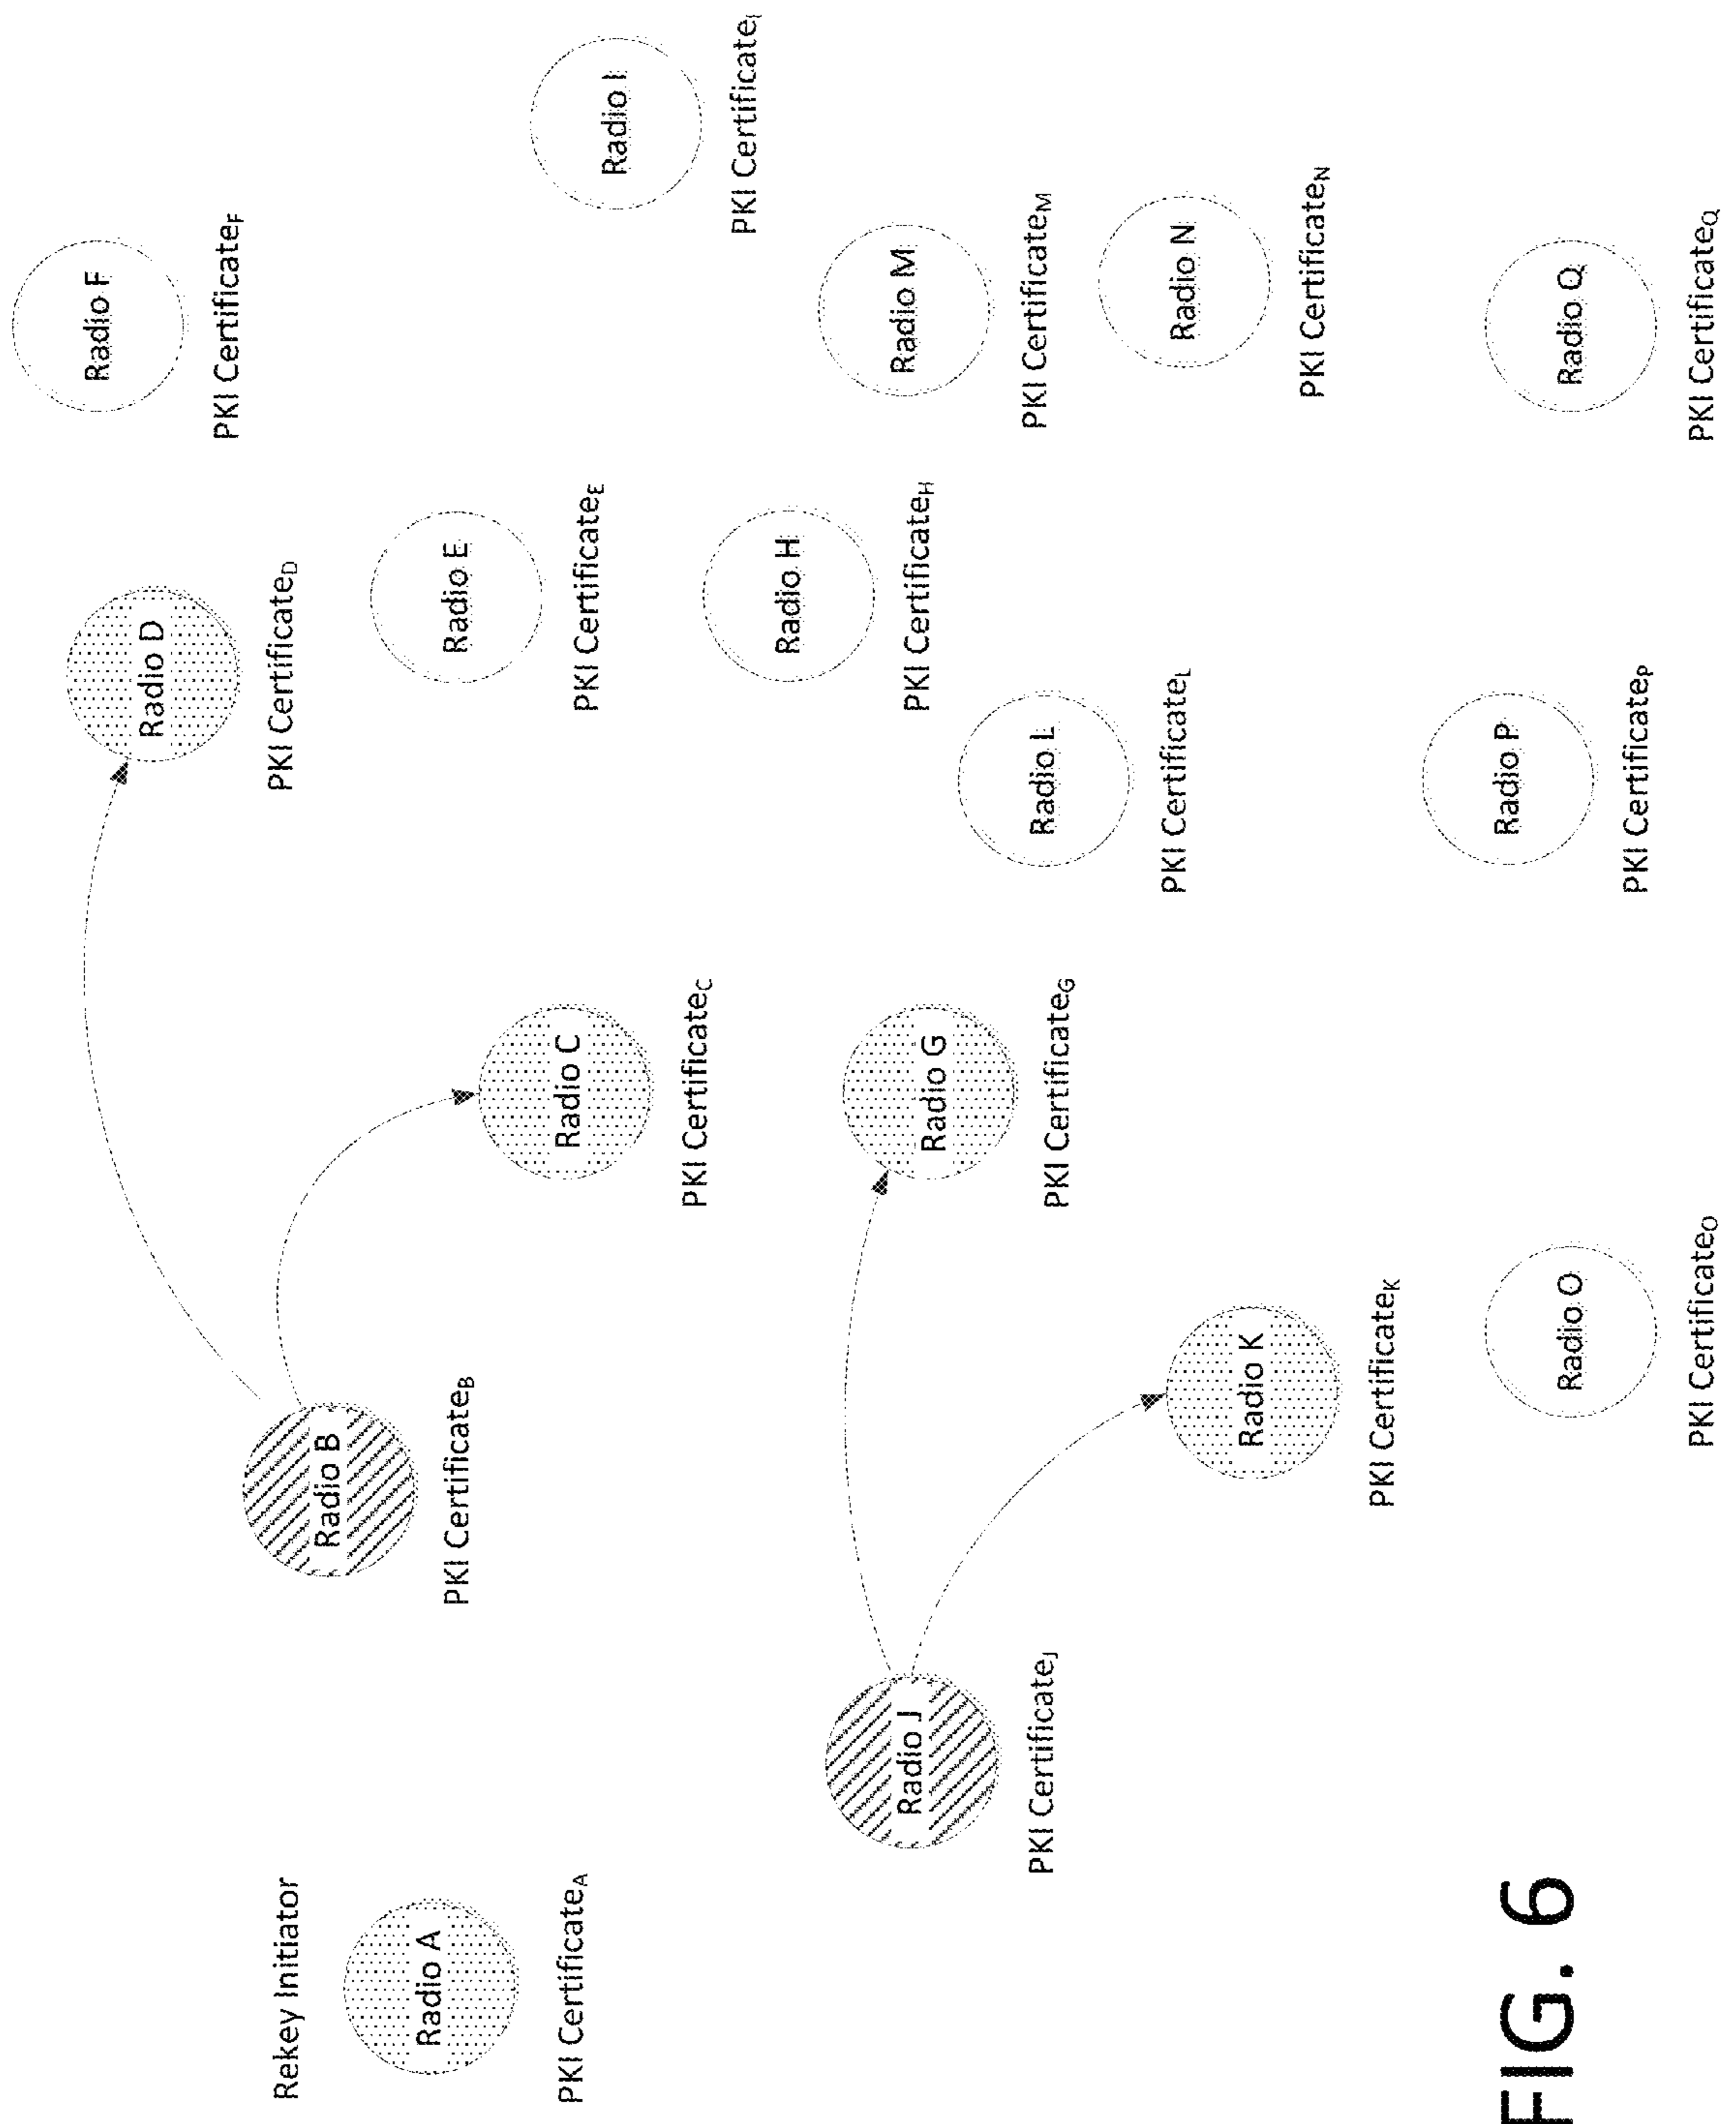 Rekey Initiator
Radio A
PKI CertificateA
Radio B
PKI CertificateB
Radio C
PKI CertificateC
Radio D
PKI CertificateD
Radio E
PKI CertificateE
Radio F
PKI CertificateF
Radio G
PKI CertificateG
Radio H
PKI CertificateH
Radio I
PKI CertificateI
Radio J
PKI CertificateJ
Radio K
PKI CertificateK
Radio L
PKI CertificateL
Radio M
PKI CertificateM
Radio N
PKI CertificateN
Radio O
PKI CertificateO
Radio P
PKI CertificateP
Radio Q
PKI CertificateQ
FIG. 6